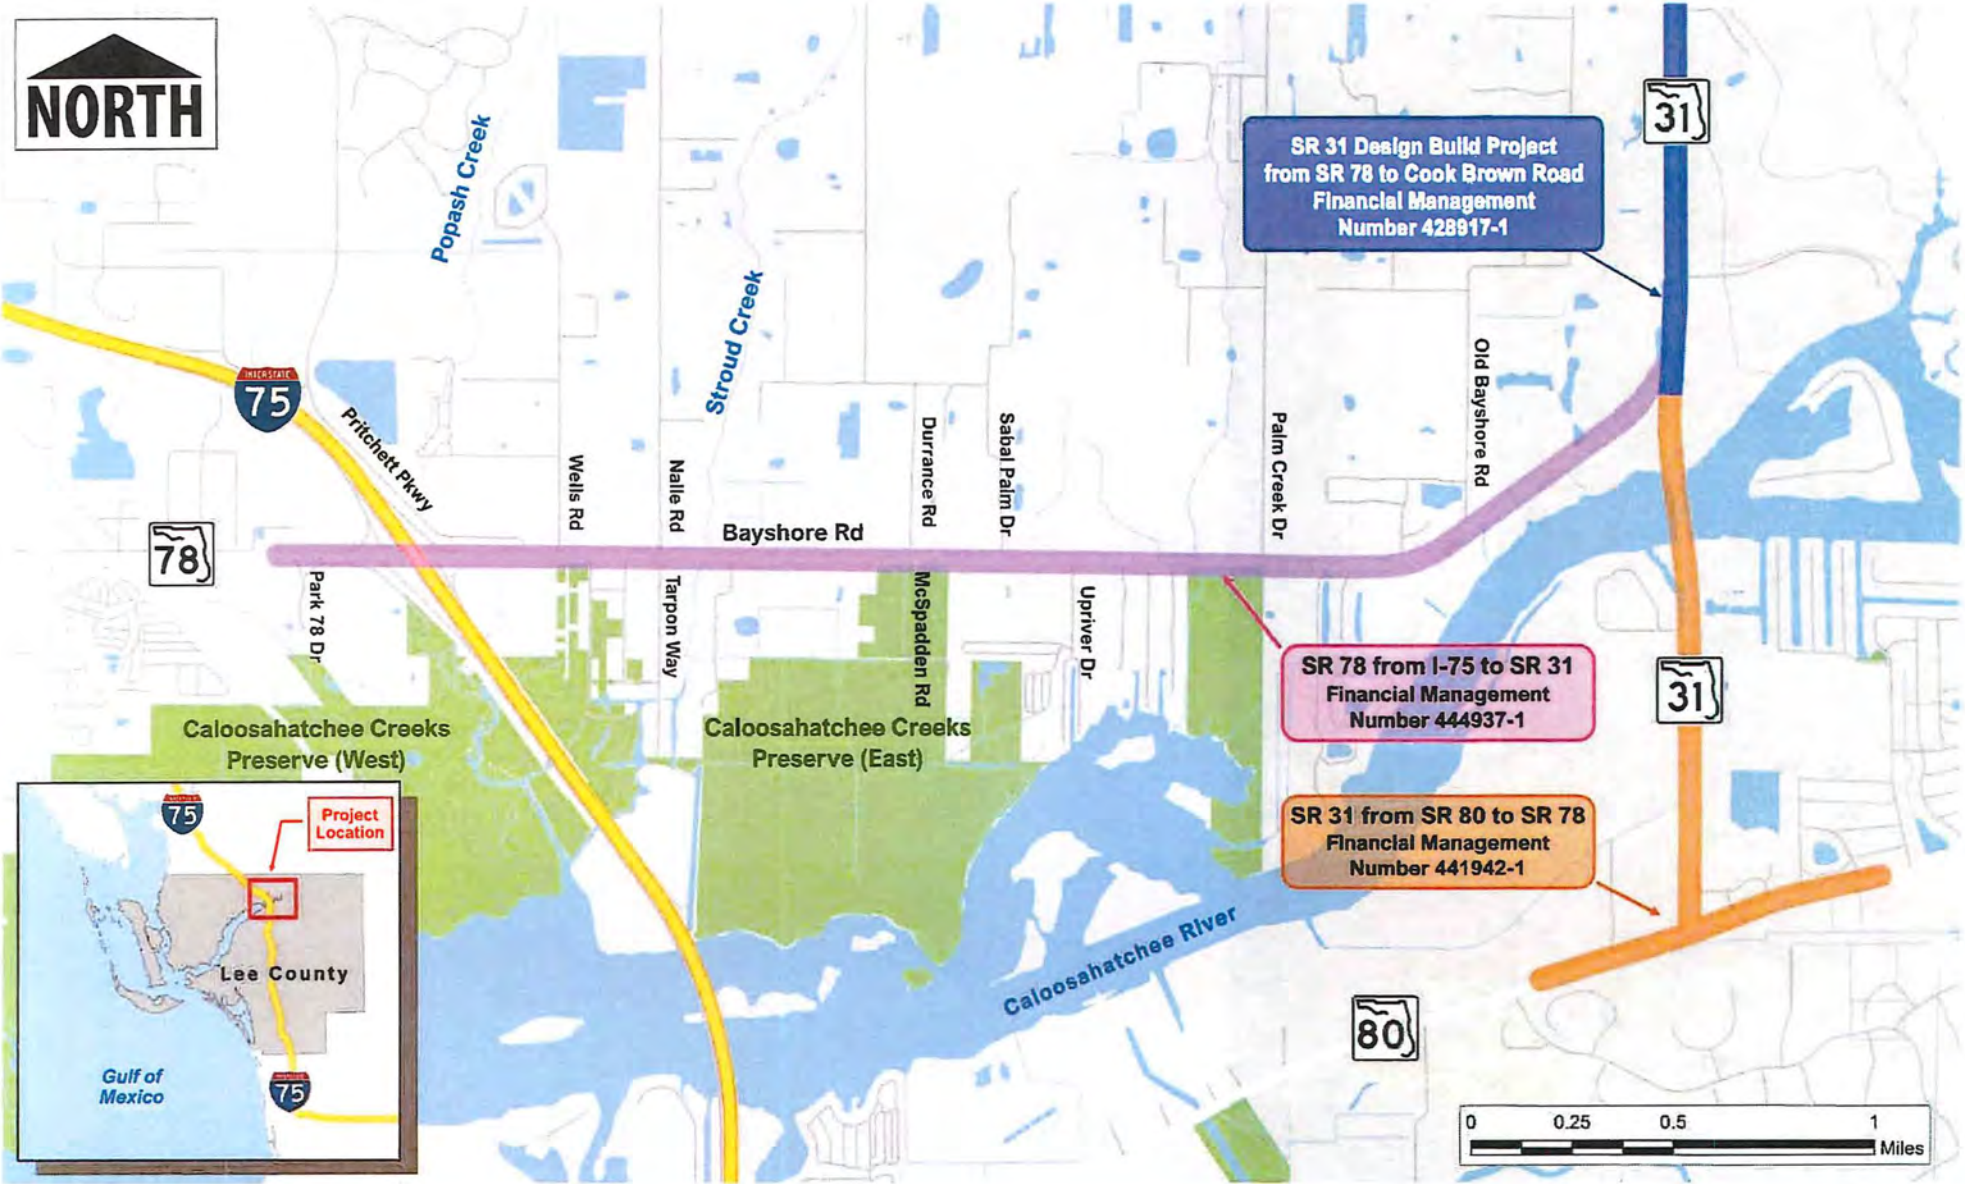 NORTH
Popash Creek
Stroud Creek
31
SR 31 Design Build Project
from SR 78 to Cook Brown Road
Financial Management
Number 428917-1
INTERSTATE
75
Pritchett Pkwy
Wells Rd
Nalle Rd
Durrance Rd
Sabal Palm Dr
Palm Creek Dr
Old Bayshore Rd
Bayshore Rd
78
Park 78 Dr
Tarpon Way
McSpadden Rd
Upriver Dr
SR 78 from I-75 to SR 31
Financial Management
Number 444937-1
31
Caloosahatchee Creeks
Preserve (West)
Caloosahatchee Creeks
Preserve (East)
SR 31 from SR 80 to SR 78
Financial Management
Number 441942-1
Caloosahatchee River
80
75
Project
Location
Lee County
Gulf of
Mexico
75
0 0.25 0.5 1
Miles